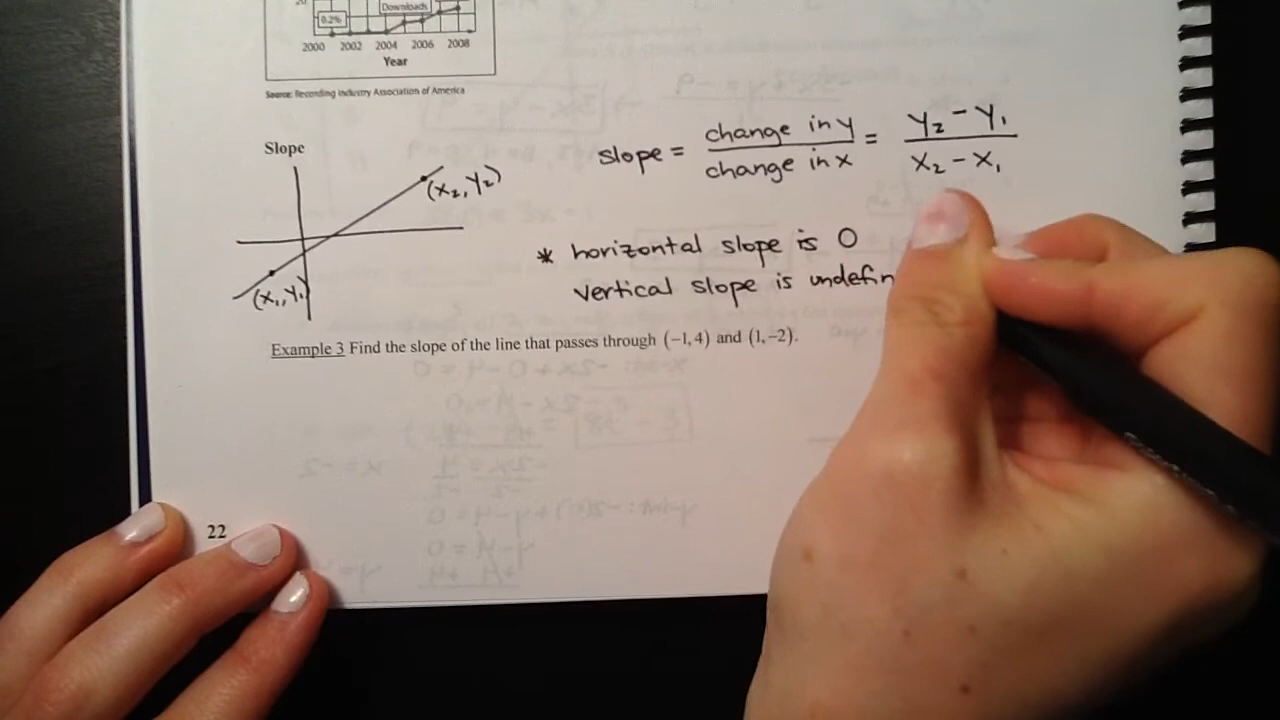 0.2%
Downloads
2000 2002 2004 2006 2008
Year
Source: Recording Industry Association of America
Slope
(x₂, y₂)
(x₁, y₁)
slope = change in y / change in x = y₂ - y₁ / x₂ - x₁
* horizontal slope is 0
vertical slope is undefin
Example 3 Find the slope of the line that passes through (−1, 4) and (1, −2).
22